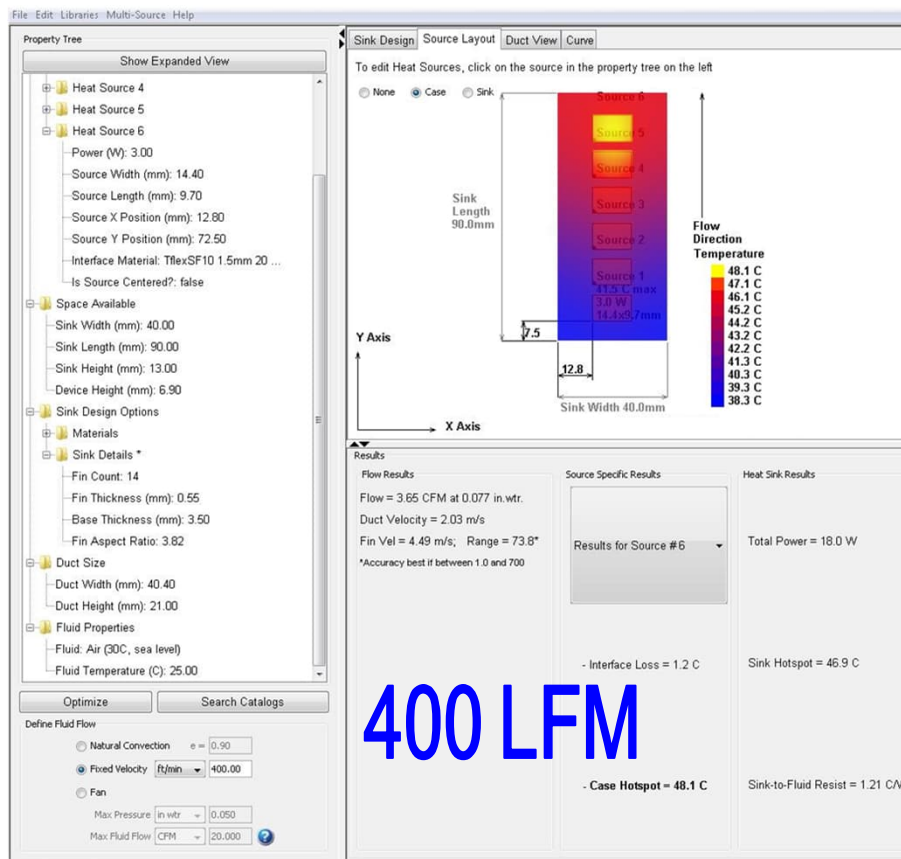 File Edit Libraries Multi-Source Help
Property Tree
Show Expanded View
Heat Source 4
Heat Source 5
Heat Source 6
Power (W): 3.00
Source Width (mm): 14.40
Source Length (mm): 9.70
Source X Position (mm): 12.80
Source Y Position (mm): 72.50
Interface Material: TflexSF10 1.5mm 20 ...
Is Source Centered?: false
Space Available
Sink Width (mm): 40.00
Sink Length (mm): 90.00
Sink Height (mm): 13.00
Device Height (mm): 6.90
Sink Design Options
Materials
Sink Details *
Fin Count: 14
Fin Thickness (mm): 0.55
Base Thickness (mm): 3.50
Fin Aspect Ratio: 3.82
Duct Size
Duct Width (mm): 40.40
Duct Height (mm): 21.00
Fluid Properties
Fluid: Air (30C, sea level)
Fluid Temperature (C): 25.00
Optimize Search Catalogs
Define Fluid Flow
Natural Convection e = 0.90
Fixed Velocity ft/min 400.00
Fan
Max Pressure in wtr 0.050
Max Fluid Flow CFM 20.000 ?
Sink Design Source Layout Duct View Curve
To edit Heat Sources, click on the source in the property tree on the left
None Case Sink
Source 6
Source 5
Source 4
Source 3
Source 2
Source 1
41.5 C max
3.0 W
14.4x9.7mm
Sink
Length
90.0mm
7.5
12.8
Sink Width 40.0mm
Y Axis
X Axis
Flow
Direction
Temperature
48.1 C
47.1 C
46.1 C
45.2 C
44.2 C
43.2 C
42.2 C
41.3 C
40.3 C
39.3 C
38.3 C
Results
Flow Results
Flow = 3.65 CFM at 0.077 in.wtr.
Duct Velocity = 2.03 m/s
Fin Vel = 4.49 m/s; Range = 73.8*
*Accuracy best if between 1.0 and 700
Source Specific Results
Results for Source #6
- Interface Loss = 1.2 C
- Case Hotspot = 48.1 C
Heat Sink Results
Total Power = 18.0 W
Sink Hotspot = 46.9 C
Sink-to-Fluid Resist = 1.21 C/
400 LFM